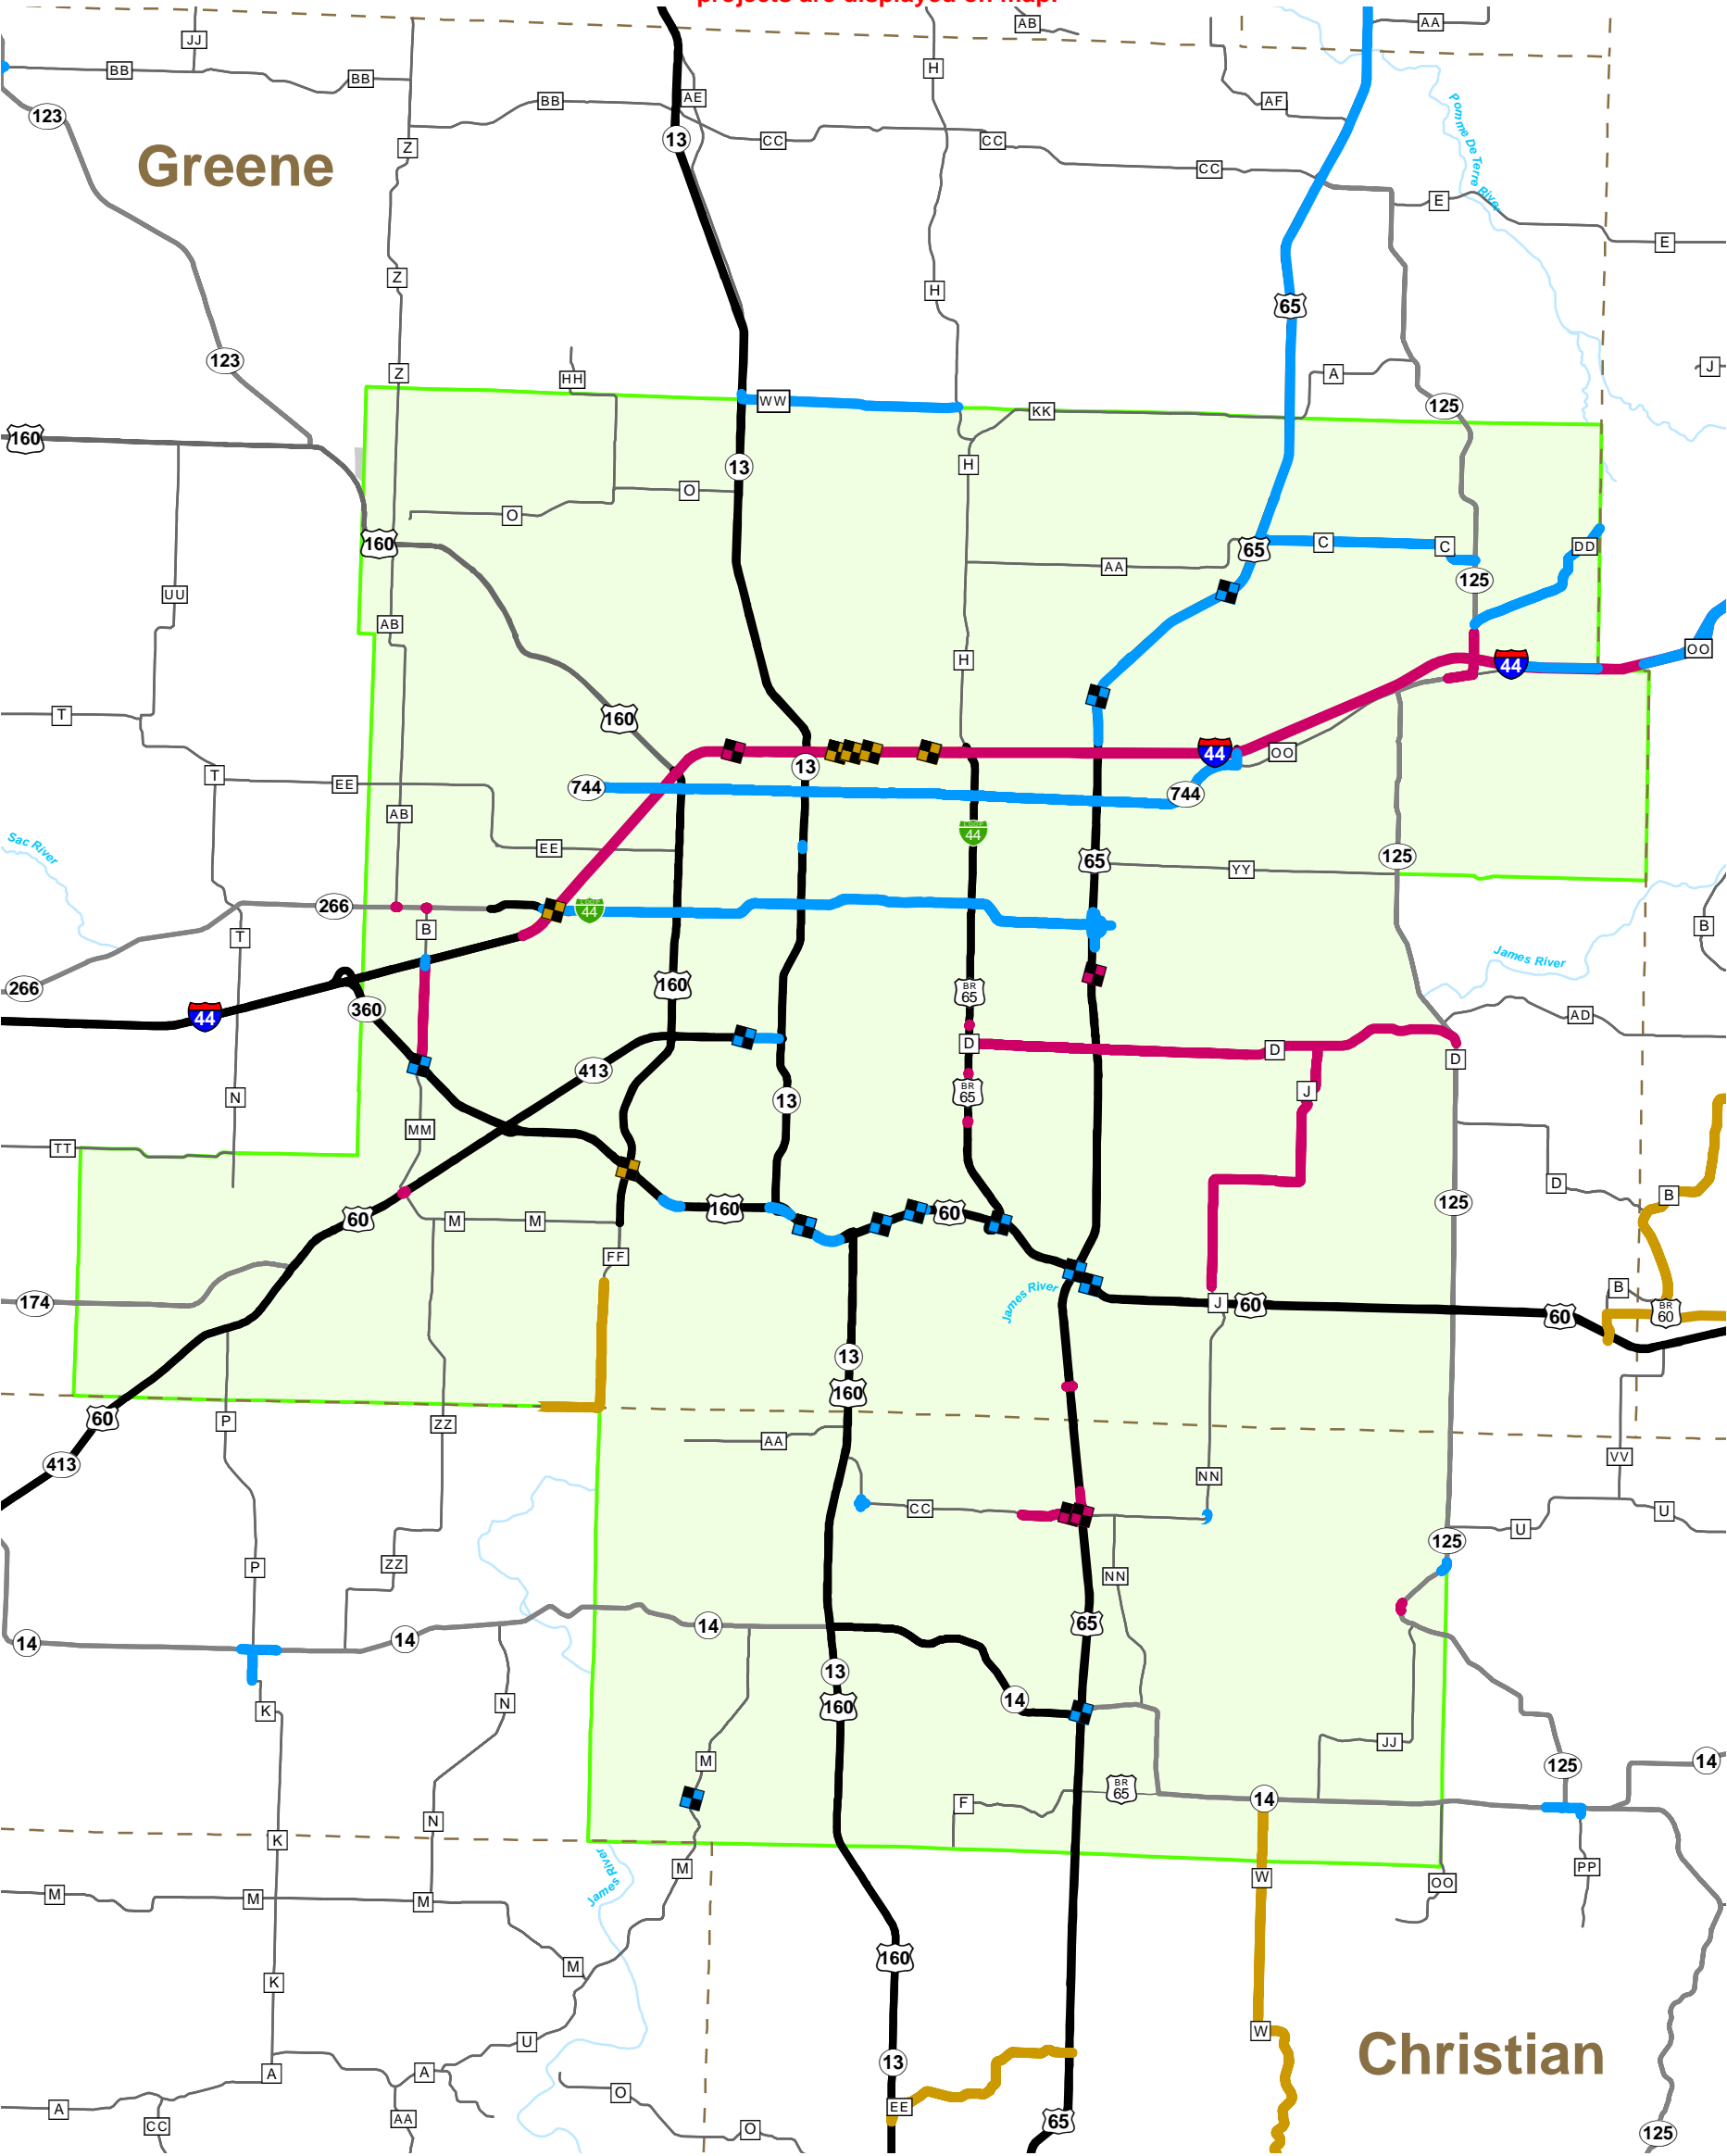 projects are displayed on map.
AB
AA
JJ
BB
BB
H
AE
BB
AF
123
13
CC
CC
Z
Pomme De Terre River
Greene
CC
E
E
Z
H
65
123
Z
HH
A
J
WW
KK
125
160
13
H
O
O
160
65
C
C
DD
AA
125
UU
AB
OO
H
44
T
160
44
OO
13
T
EE
744
744
AB
LOOP
44
Sac River
EE
65
YY
125
266
LOOP
44
B
B
T
James River
266
160
BR
65
44
360
AD
D
D
D
413
J
BR
65
N
13
MM
TT
D
B
125
160
60
60
M
M
FF
James River
B
174
J
60
60
BR
60
13
160
60
P
ZZ
AA
413
VV
NN
CC
U
U
125
P
ZZ
NN
14
14
14
65
13
K
N
14
160
JJ
M
125
14
BR
65
F
14
N
K
M
James River
PP
W
OO
M
M
M
160
M
K
W
U
Christian
13
A
A
O
EE
A
CC
AA
O
65
125